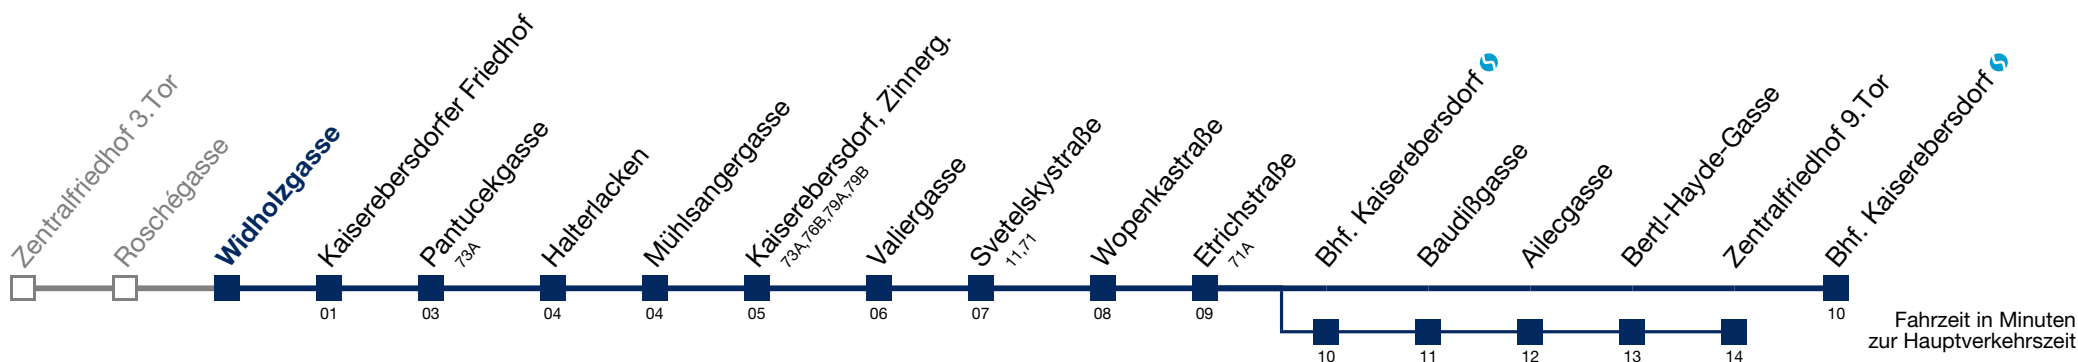 Zentralfriedhof 3. Tor
Roschégasse
Widholzgasse
Kaiserebersdorfer Friedhof
01
Pantucekgasse
73A
03
Halterlacken
04
Mühlsangergasse
04
Kaiserebersdorf, Zinnerg.
73A,76B,79A,79B
05
Valiergasse
06
Svetelskystraße
11,71
07
Wopenkastraße
08
Etrichstraße
71A
09
Bhf. Kaiserebersdorf
10
Baudißgasse
11
Ailecgasse
12
Bertl-Hayde-Gasse
13
Zentralfriedhof 9. Tor
14
Bhf. Kaiserebersdorf
10
Fahrzeit in Minuten
zur Hauptverkehrszeit